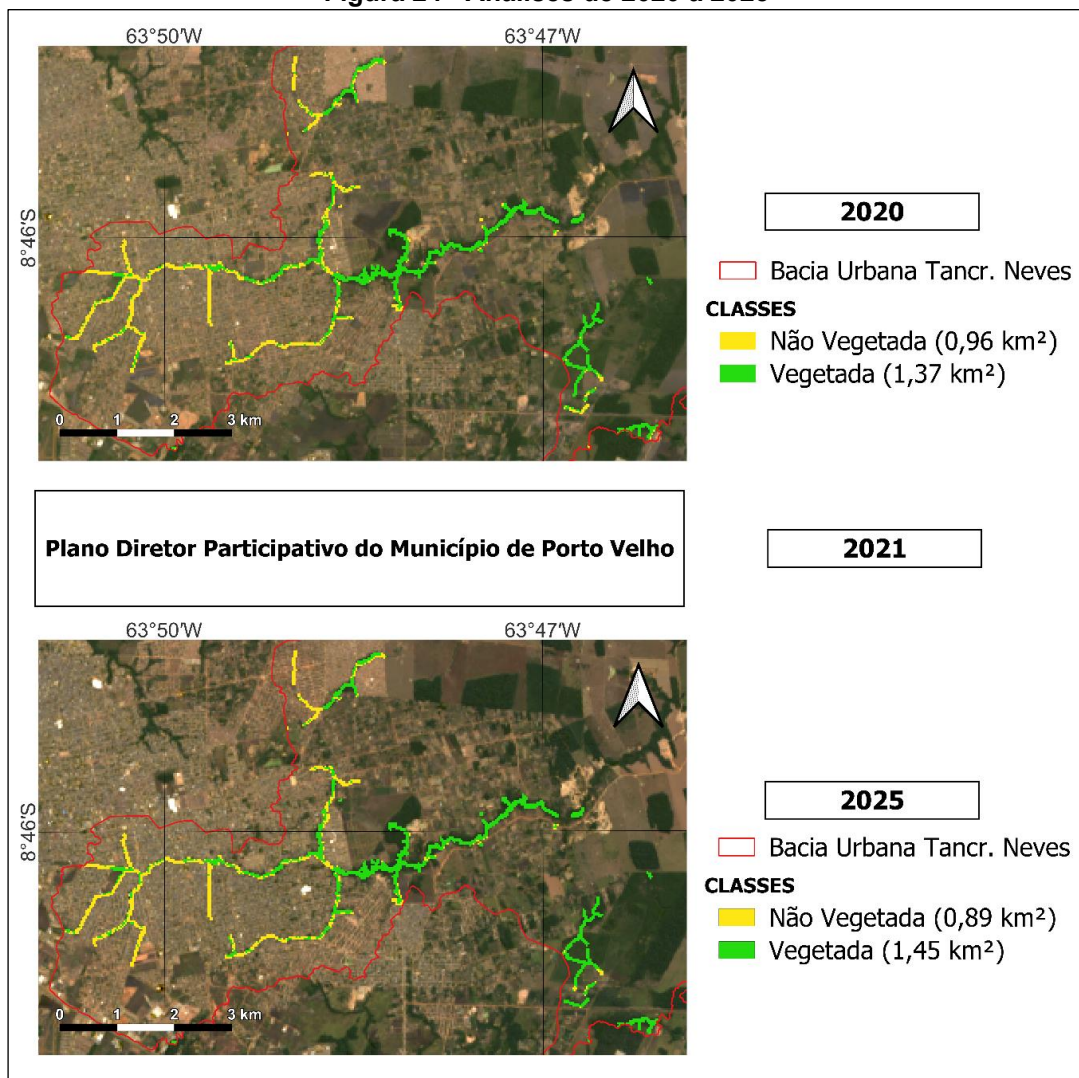 63°50′W 63°47′W
8°46′S
0 1 2 3 km
2020
Bacia Urbana Tancr. Neves
CLASSES
Não Vegetada (0,96 km²)
Vegetada (1,37 km²)
Plano Diretor Participativo do Município de Porto Velho
2021
63°50′W 63°47′W
8°46′S
0 1 2 3 km
2025
Bacia Urbana Tancr. Neves
CLASSES
Não Vegetada (0,89 km²)
Vegetada (1,45 km²)